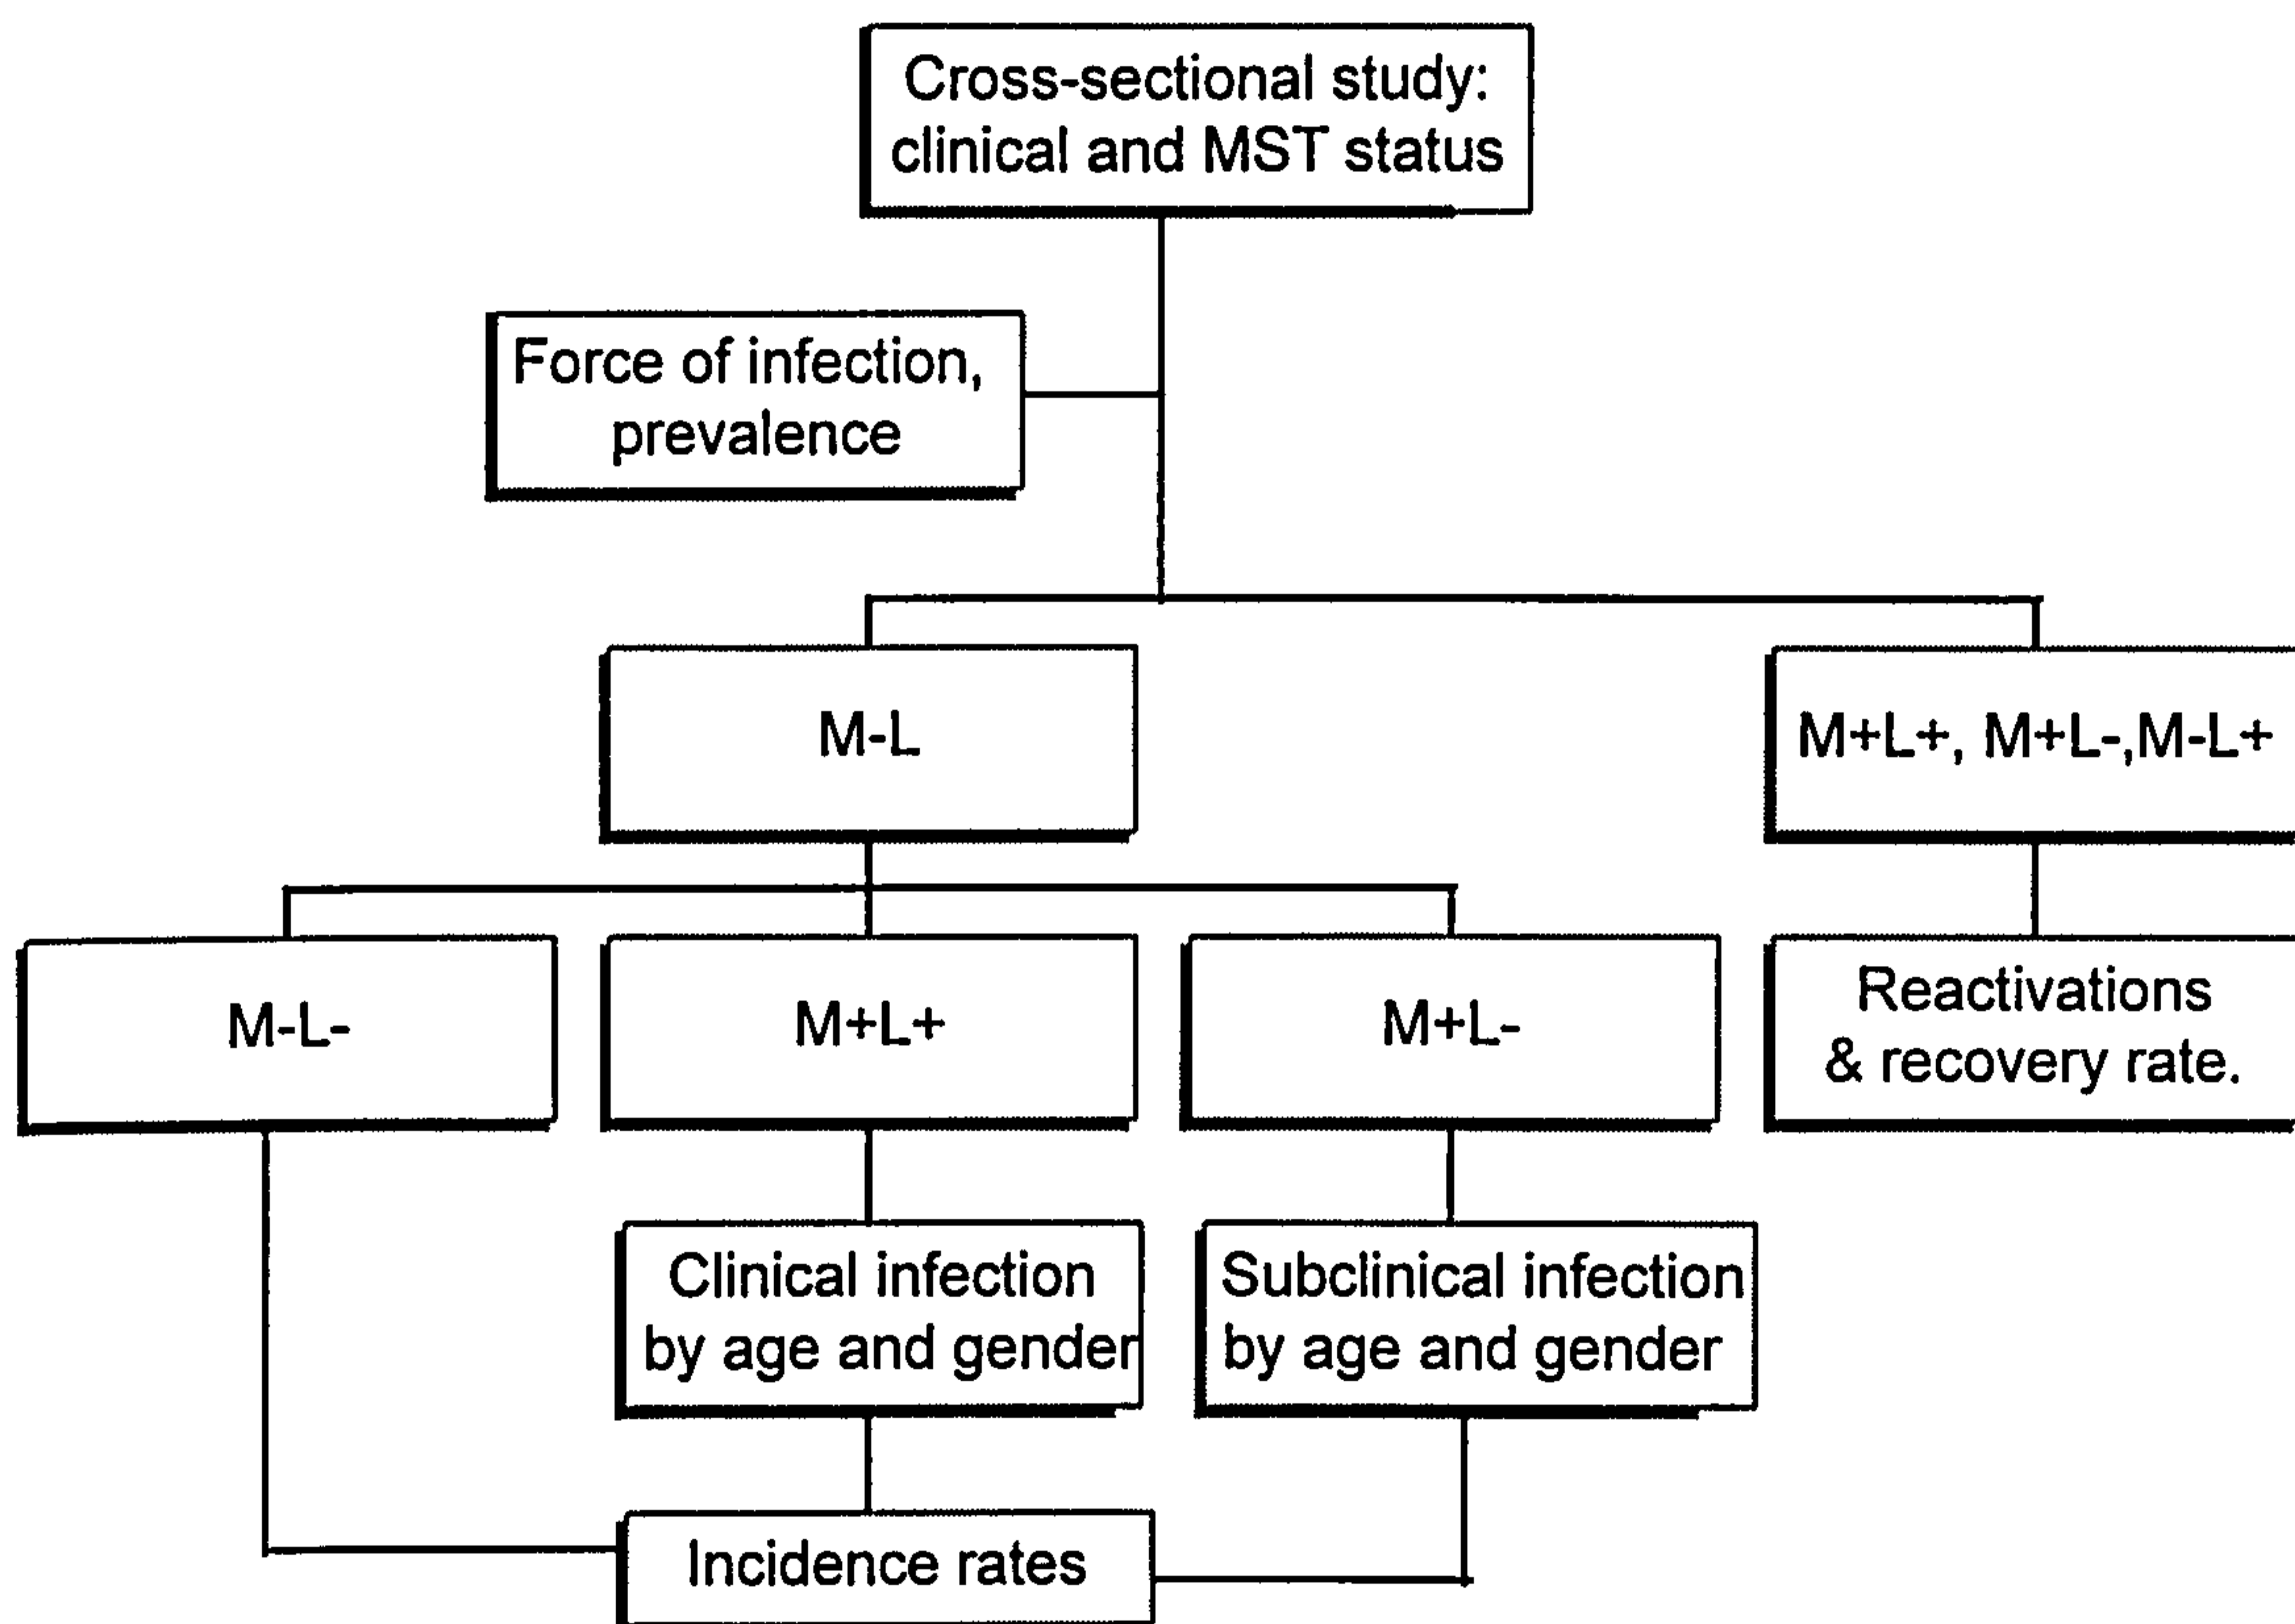 Cross-sectional study:
clinical and MST status
Force of infection,
prevalence
M-L
M+L+, M+L-,M-L+
M-L-
M+L+
M+L-
Reactivations
& recovery rate.
Clinical infection
by age and gender
Subclinical infection
by age and gender
Incidence rates